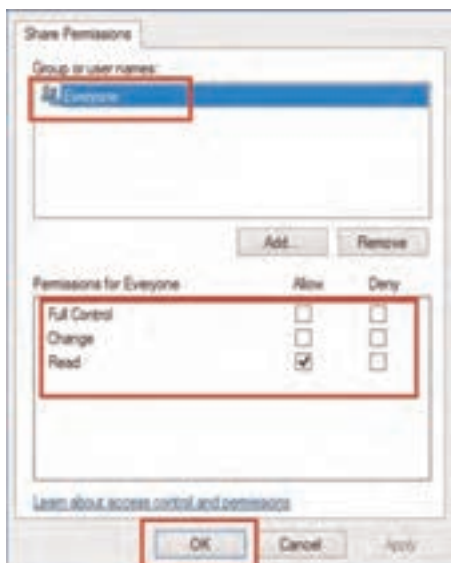 Share Permissions
Group or user names:
Everyone
Add... Remove
Permissions for Everyone Allow Deny
Full Control
Change
Read
Learn about access control and permissions
OK Cancel Apply